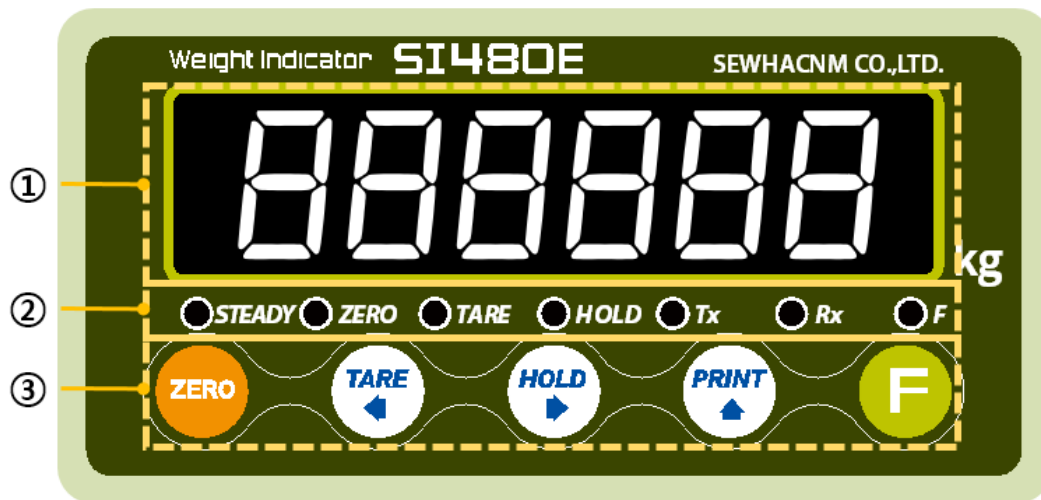 Weight Indicator SI480E SEWHACNM CO.,LTD.
① 888888
kg
② STEADY ZERO TARE HOLD Tx Rx F
③ ZERO TARE HOLD PRINT F